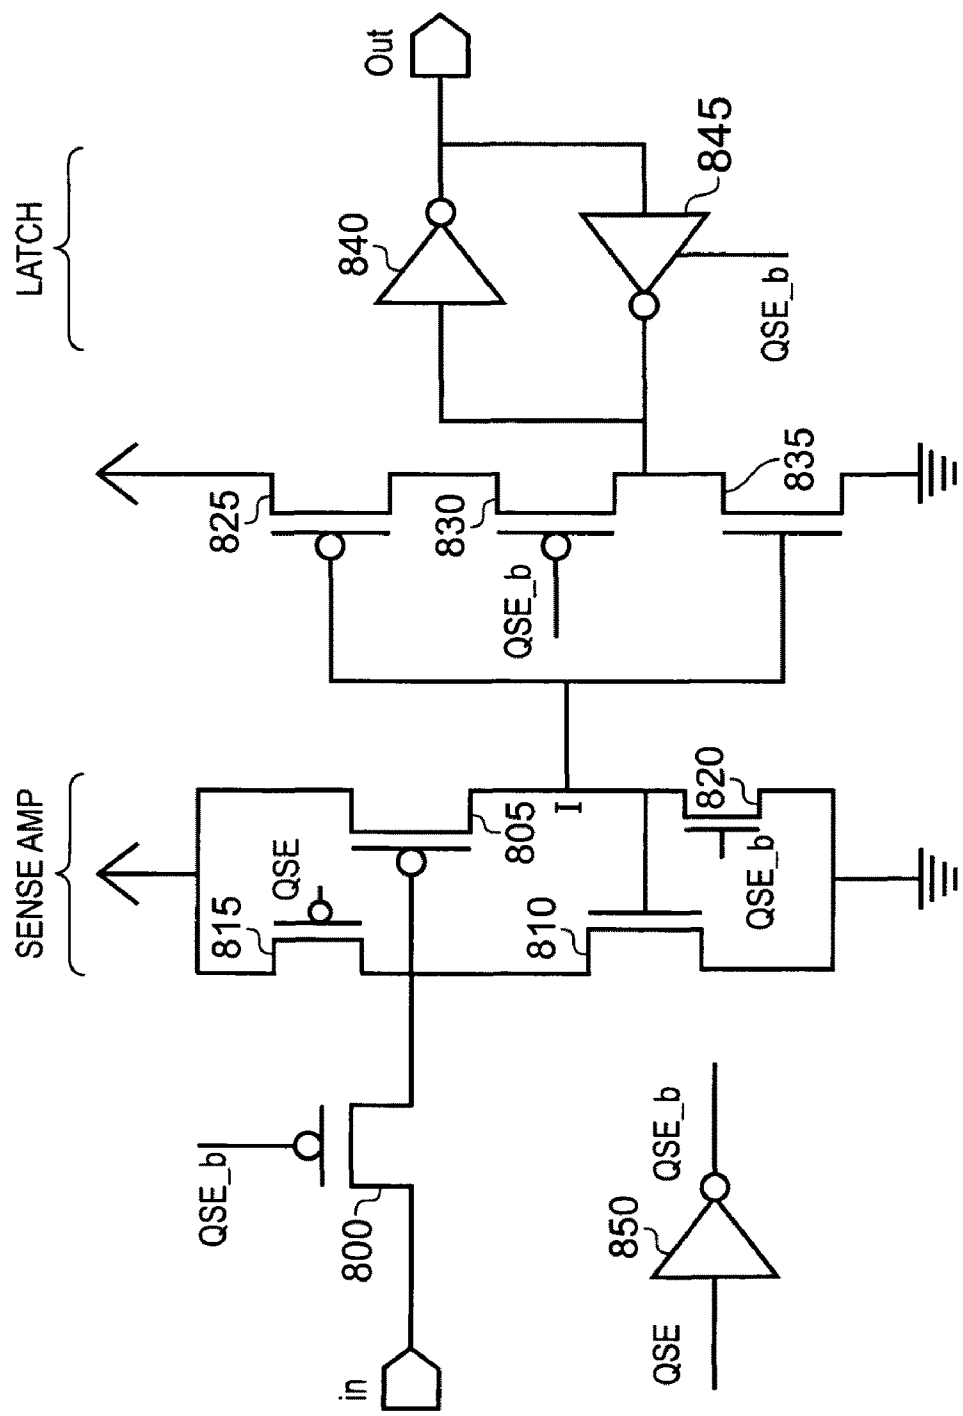 SENSE AMP
LATCH
815
QSE
825
805
I
QSE_b
830
840
Out
QSE_b
800
in
810
QSE_b
820
835
845
QSE_b
QSE
850
QSE_b